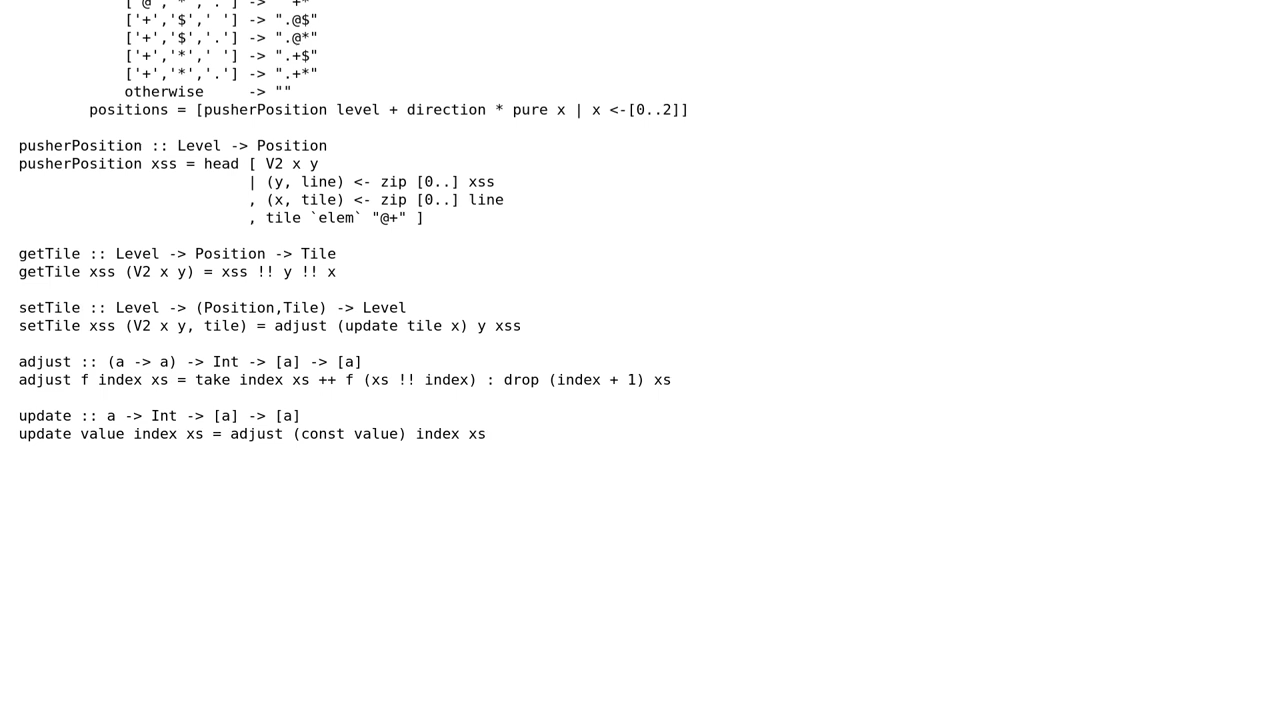 ['@','*','.'] -> " +*"
['+','$',' '] -> ".@$"
['+','$','.'] -> ".@*"
['+','*',' '] -> ".+$"
['+','*','.'] -> ".+*"
otherwise     -> ""
positions = [pusherPosition level + direction * pure x | x <-[0..2]]
pusherPosition :: Level -> Position
pusherPosition xss = head [ V2 x y
| (y, line) <- zip [0..] xss
, (x, tile) <- zip [0..] line
, tile `elem` "@+" ]
getTile :: Level -> Position -> Tile
getTile xss (V2 x y) = xss !! y !! x
setTile :: Level -> (Position,Tile) -> Level
setTile xss (V2 x y, tile) = adjust (update tile x) y xss
adjust :: (a -> a) -> Int -> [a] -> [a]
adjust f index xs = take index xs ++ f (xs !! index) : drop (index + 1) xs
update :: a -> Int -> [a] -> [a]
update value index xs = adjust (const value) index xs